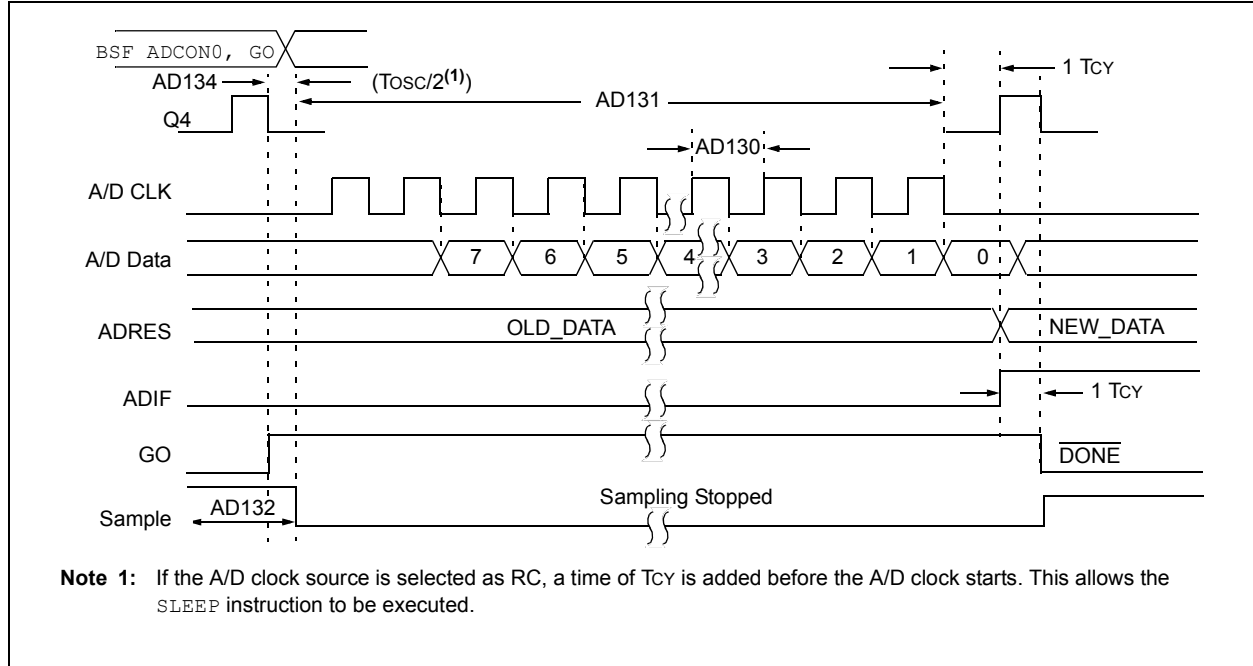 BSF ADCON0, GO
AD134
(TOSC/2(1))
AD131
1 TCY
Q4
AD130
A/D CLK
A/D Data
7 6 5 4 3 2 1 0
ADRES
OLD_DATA
NEW_DATA
ADIF
1 TCY
GO
DONE
Sampling Stopped
AD132
Sample
Note 1: If the A/D clock source is selected as RC, a time of TCY is added before the A/D clock starts. This allows the
SLEEP instruction to be executed.